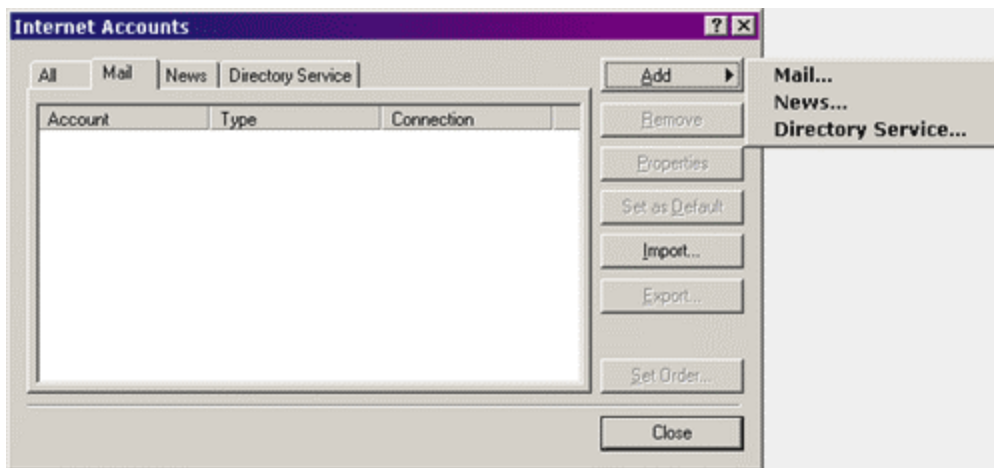 Internet Accounts
All Mail News Directory Service
Add
Mail...
News...
Directory Service...
Account Type Connection
Remove
Properties
Set as Default
Import...
Export...
Set Order...
Close